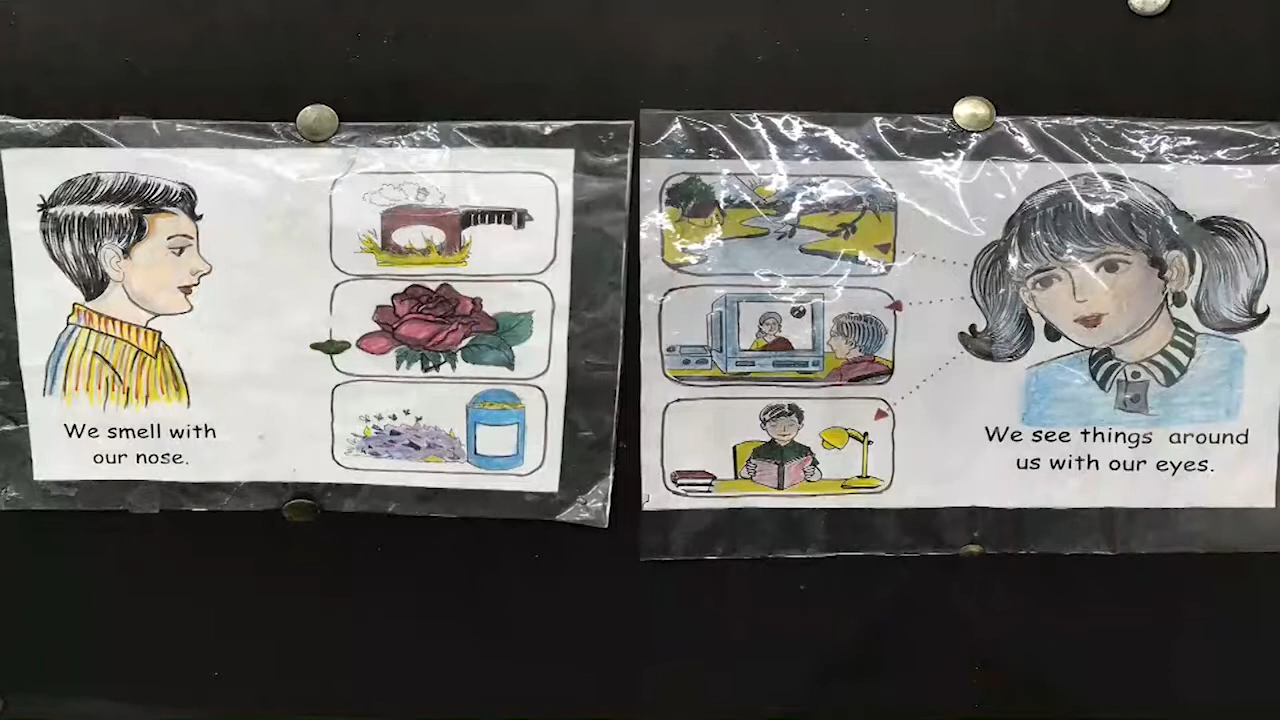 We smell with
our nose.
We see things around
us with our eyes.